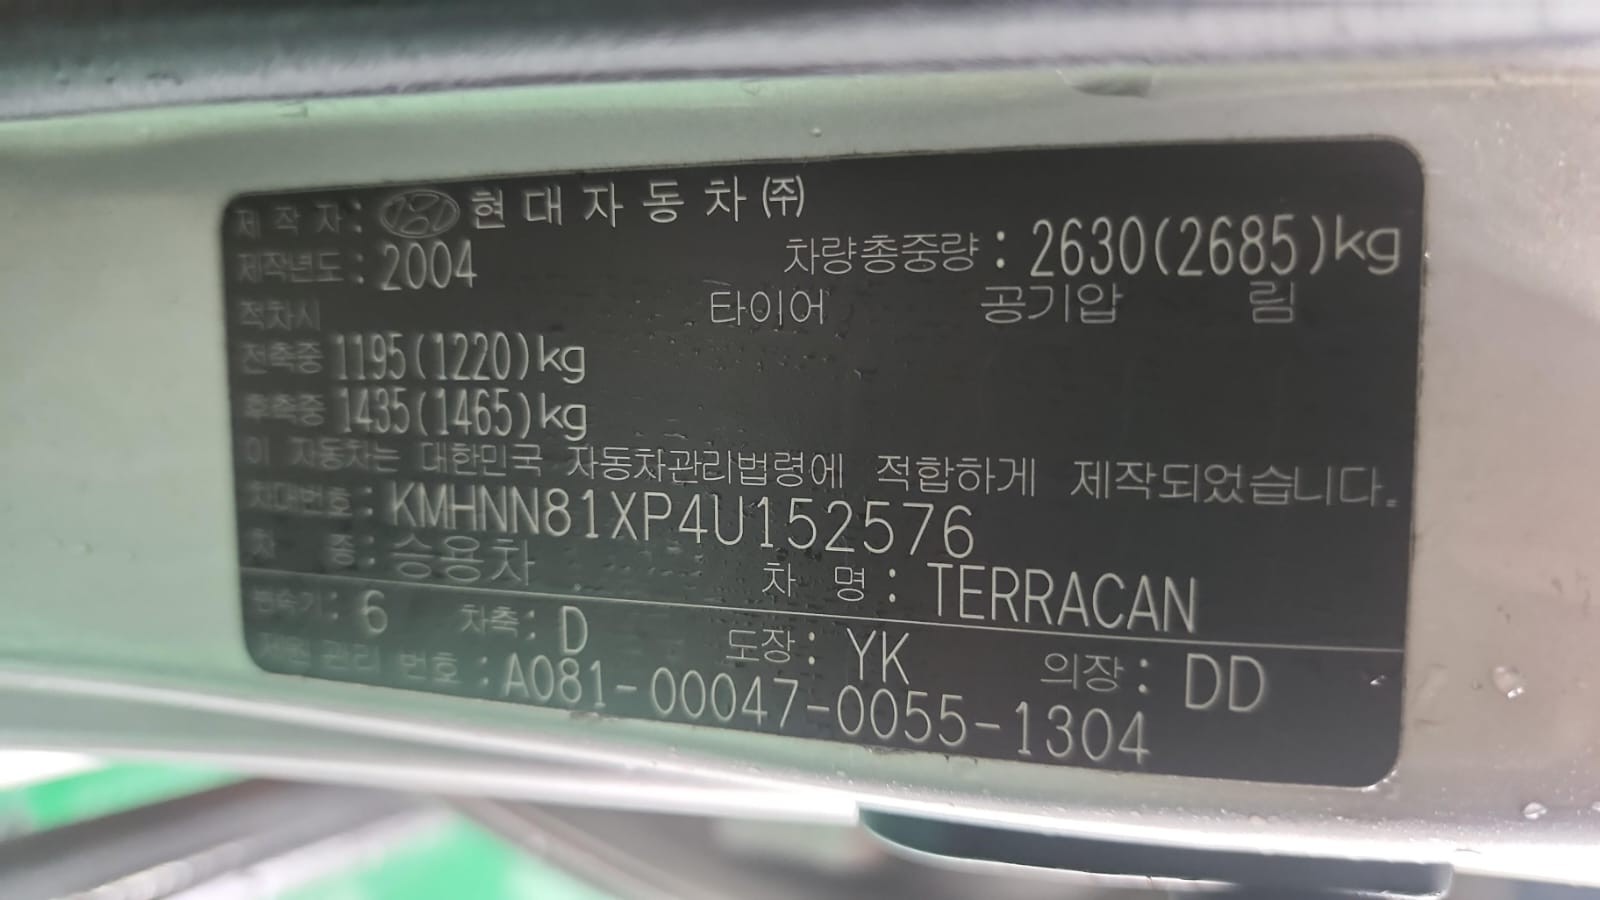 제 작 자 : 현 대 자 동 차 ㈜
제작년도 : 2004 차량총중량 : 2630(2685)kg
적차시 타이어 공기압 림
전축중 1195(1220)kg
후축중 1435(1465)kg
이 자동차는 대한민국 자동차관리법령에 적합하게 제작되었습니다.
차대번호 : KMHNN81XP4U152576
차 종 : 승용차 차 명 : TERRACAN
변속기 : 6 차축 : D 도장 : YK 의장 : DD
제원 관리 번호 : A081-00047-0055-1304